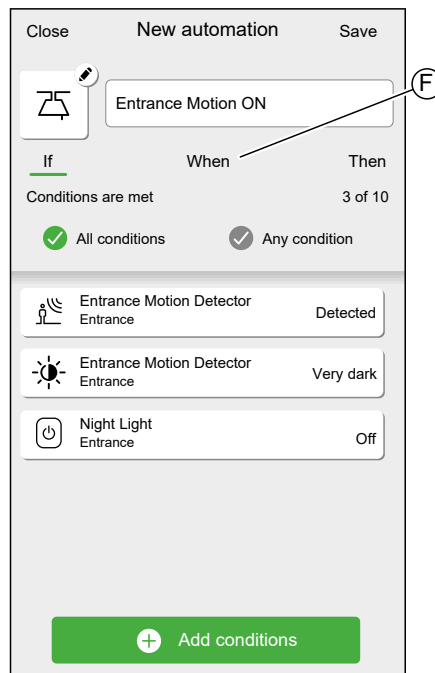 Close New automation Save
Entrance Motion ON
F
If When Then
Conditions are met 3 of 10
All conditions Any condition
Entrance Motion Detector
Entrance
Detected
Entrance Motion Detector
Entrance
Very dark
Night Light
Entrance
Off
Add conditions